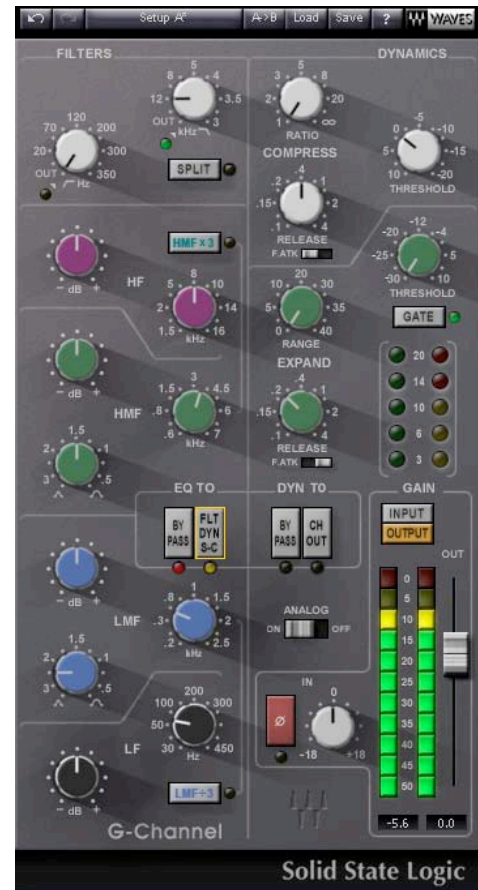 Setup A*
A->B
Load
Save
?
WAVES
FILTERS
DYNAMICS
70 120 200
20 300
OUT 350
Hz
8 5 4
12 3.5
OUT 3
kHz
SPLIT
3 5 8
2 20
1 ∞
RATIO
COMPRESS
0 -5 -10
5 -15
10 -20
THRESHOLD
.2 .4 1
.15 2
.1 4
RELEASE
F.ATK
- dB +
HF
HMF×3
5 8 10
2 14
1.5 16
kHz
10 20 30
5 35
0 40
RANGE
EXPAND
-20 -12 -4
-25 5
-30 10
THRESHOLD
GATE
- dB +
HMF
1.5 3 4.5
.8 6
.6 7
kHz
.2 .4 1
.15 2
.1 4
RELEASE
F.ATK
20
14
10
6
3
2 1.5 1
3 .5
EQ TO
BY PASS
FLT DYN S-C
DYN TO
BY PASS
CH OUT
GAIN
INPUT
OUTPUT
OUT
0
5
10
15
20
25
30
35
40
45
50
-5.6
0.0
- dB +
LMF
.8 1 1.5
.3 2
.2 2.5
kHz
2 1.5 1
3 .5
ANALOG
ON
OFF
IN
ø
0
-18 +18
LF
100 200 300
50
30 450
Hz
- dB +
LMF÷3
G-Channel
Solid State Logic